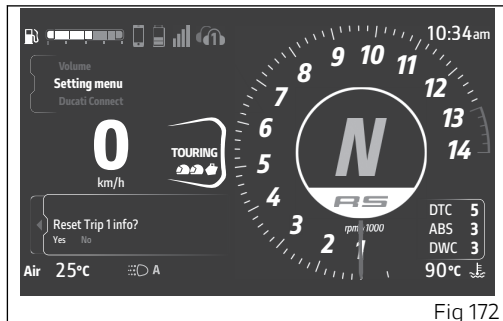 10:34am
Volume
Setting menu
Ducati Connect
0
km/h
TOURING
Reset Trip 1 info?
Yes No
Air 25°C
A
1
2
3
4
5
6
7
8
9
10
11
12
13
14
N
RS
rpm x1000
DTC 5
ABS 3
DWC 3
90°C
Fig 172